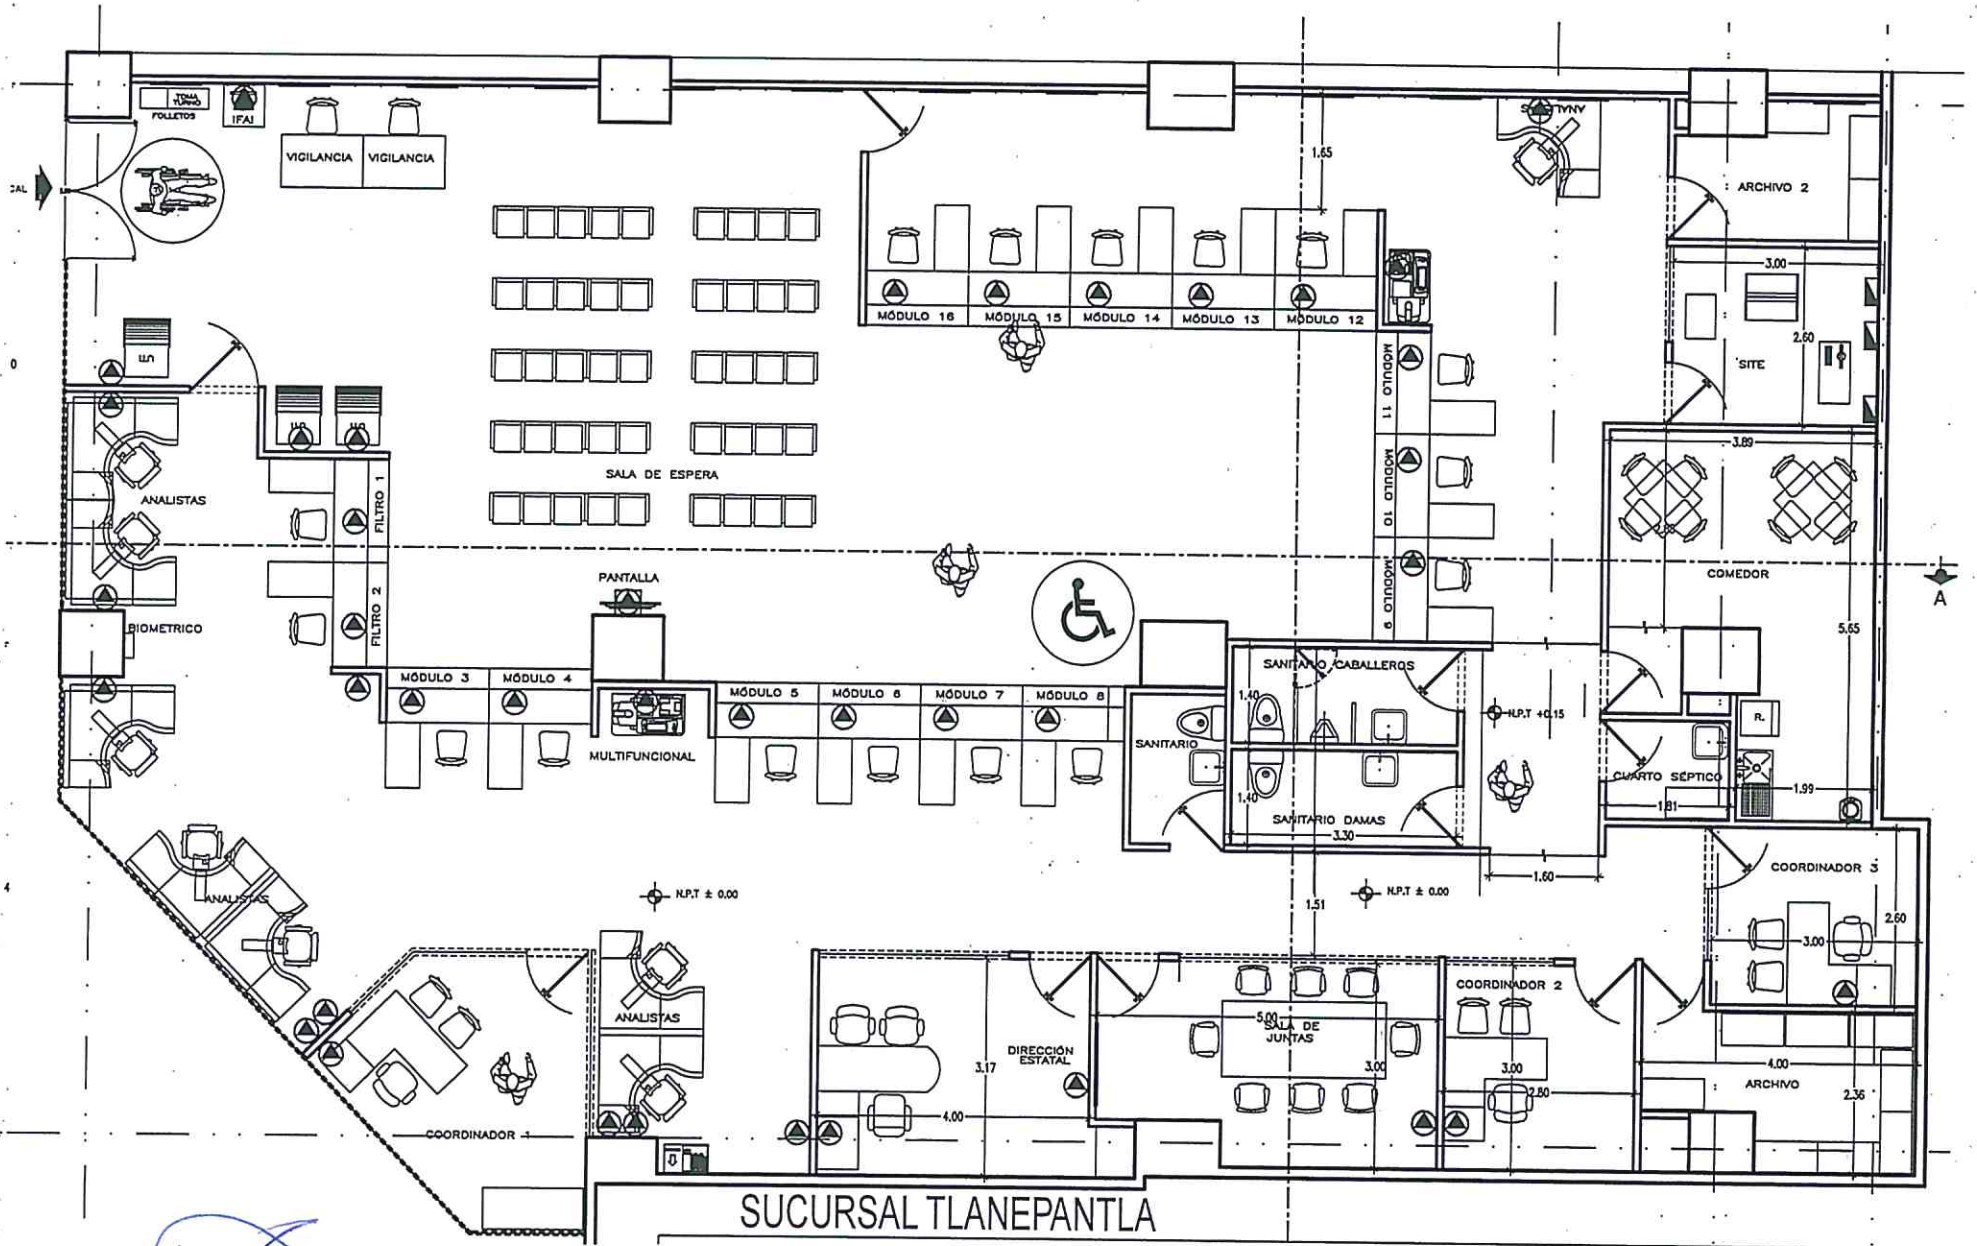 TOMA
TURNO
FOLLETOS
IFAI
VIGILANCIA
VIGILANCIA
ANALISTAS
1.65
ARCHIVO 2
3.00
2.60
SITE
MÓDULO 16
MÓDULO 15
MÓDULO 14
MÓDULO 13
MÓDULO 12
MÓDULO 11
MÓDULO 10
MÓDULO 9
3.89
COMEDOR
5.65
A
SALA DE ESPERA
ANALISTAS
FILTRO 1
FILTRO 2
BIOMETRICO
PANTALLA
MÓDULO 3
MÓDULO 4
MULTIFUNCIONAL
MÓDULO 5
MÓDULO 6
MÓDULO 7
MÓDULO 8
SANITARIO
SANITARIO CABALLEROS
1.40
1.40
SANITARIO DAMAS
3.30
N.P.T +0.15
R.
CUARTO SÉPTICO
1.81
1.99
1.60
1.51
COORDINADOR 3
2.60
3.00
N.P.T ± 0.00
N.P.T ± 0.00
ANALISTAS
ANALISTAS
COORDINADOR 1
DIRECCIÓN
ESTATAL
3.17
4.00
5.00
SALA DE
JUNTAS
3.00
COORDINADOR 2
3.00
2.80
4.00
ARCHIVO
2.36
SUCURSAL TLANEPANTLA